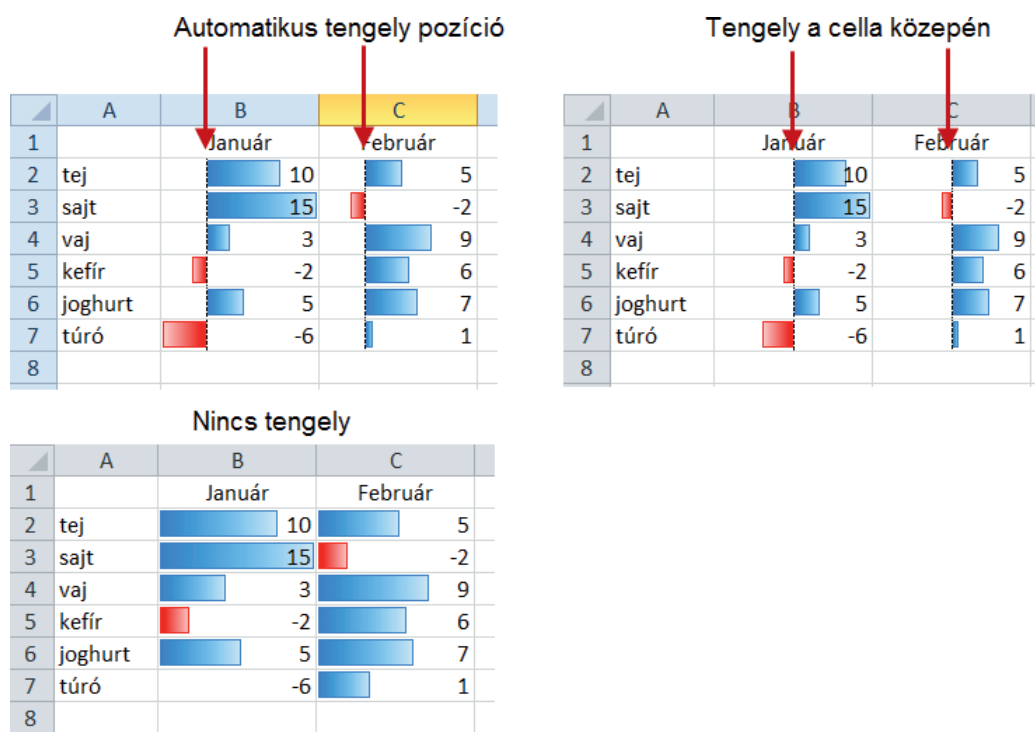 Automatikus tengely pozíció
A B C
1 Január Február
2 tej 10 5
3 sajt 15 -2
4 vaj 3 9
5 kefír -2 6
6 joghurt 5 7
7 túró -6 1
8
Tengely a cella közepén
A B C
1 Január Február
2 tej 10 5
3 sajt 15 -2
4 vaj 3 9
5 kefír -2 6
6 joghurt 5 7
7 túró -6 1
8
Nincs tengely
A B C
1 Január Február
2 tej 10 5
3 sajt 15 -2
4 vaj 3 9
5 kefír -2 6
6 joghurt 5 7
7 túró -6 1
8